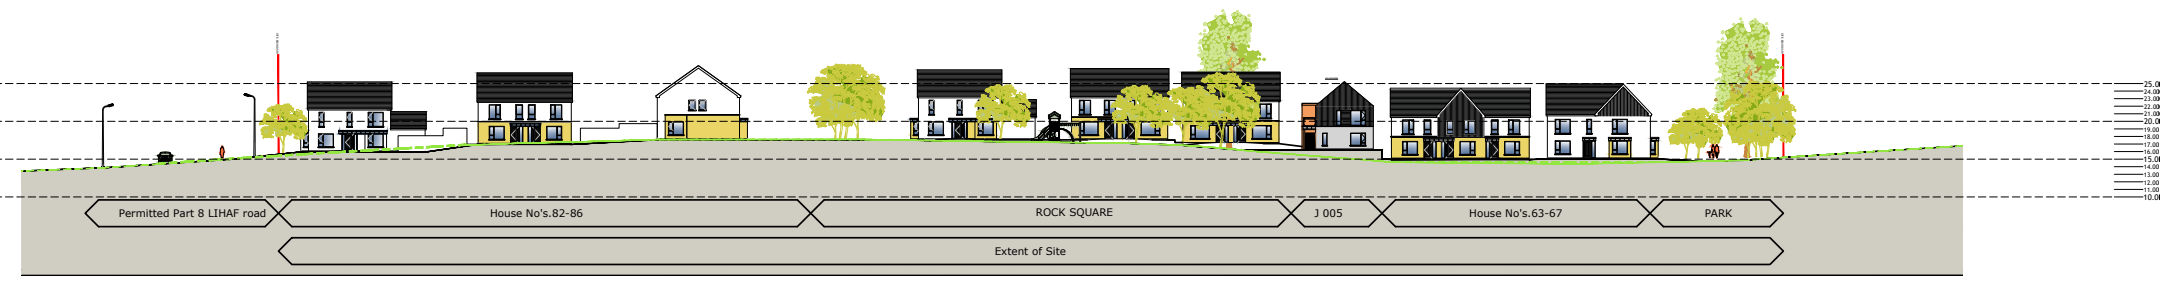 25.00
24.00
23.00
22.00
21.00
20.00
19.00
18.00
17.00
16.00
15.00
14.00
13.00
12.00
11.00
10.00
Permitted Part 8 LIHAF road
House No's.82-86
ROCK SQUARE
J 005
House No's.63-67
PARK
Extent of Site